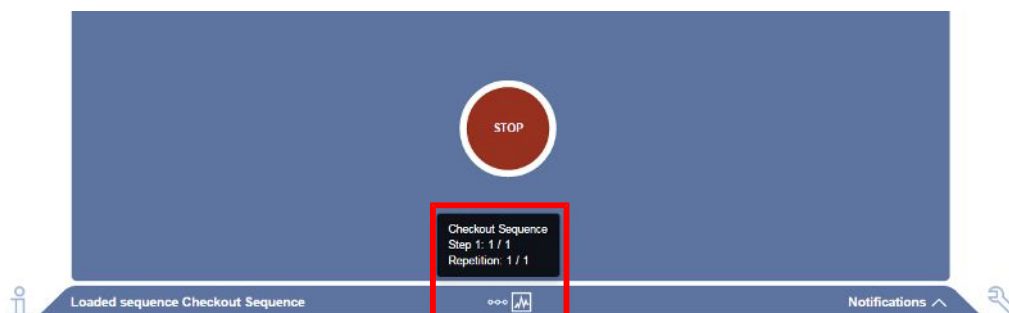 STOP
Checkout Sequence
Step 1: 1 / 1
Repetition: 1 / 1
Loaded sequence Checkout Sequence
Notifications